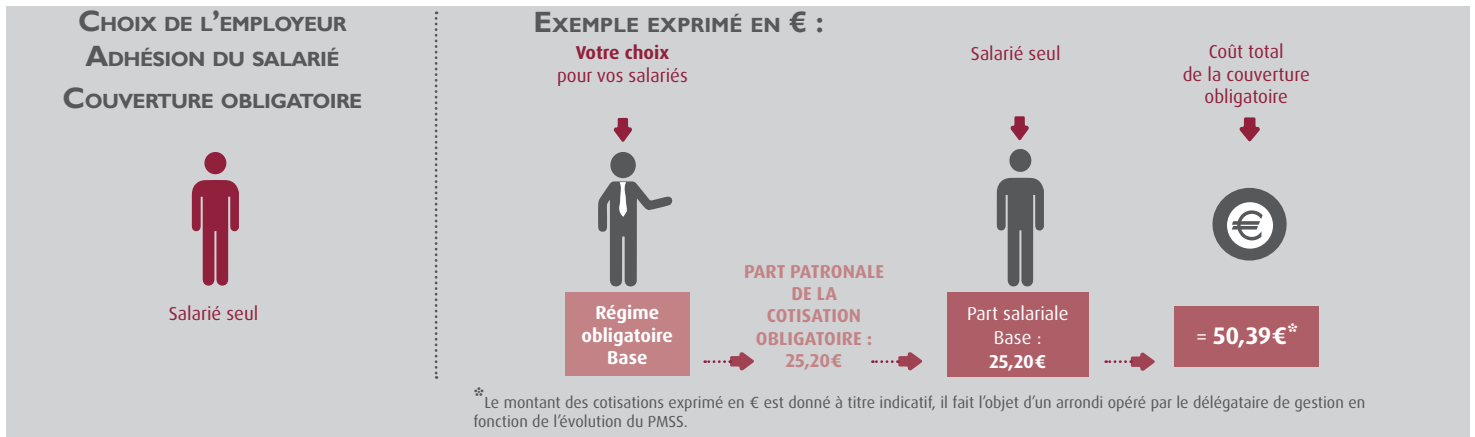 CHOIX DE L'EMPLOYEUR
ADHÉSION DU SALARIÉ
COUVERTURE OBLIGATOIRE
Salarié seul
EXEMPLE EXPRIMÉ EN € :
Votre choix
pour vos salariés
Salarié seul
Coût total
de la couverture
obligatoire
€
Régime
obligatoire
Base
PART PATRONALE
DE LA
COTISATION
OBLIGATOIRE :
25,20€
Part salariale
Base :
25,20€
= 50,39€*
*Le montant des cotisations exprimé en € est donné à titre indicatif, il fait l'objet d'un arrondi opéré par le délégataire de gestion en
fonction de l'évolution du PMSS.